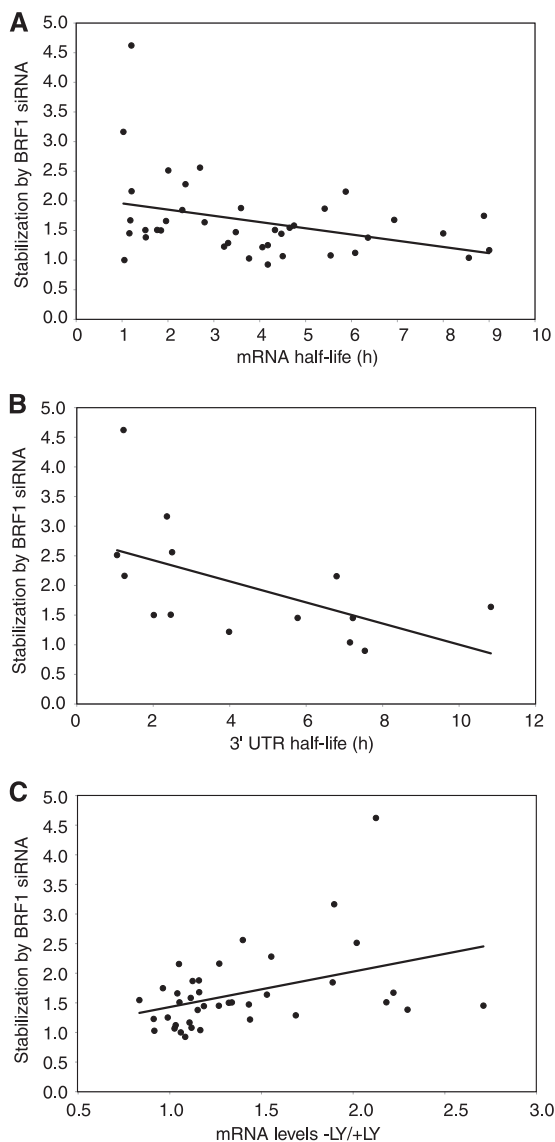 A
Stabilization by BRF1 siRNA
5.0
4.5
4.0
3.5
3.0
2.5
2.0
1.5
1.0
0.5
0.0
0 1 2 3 4 5 6 7 8 9 10
mRNA half-life (h)
B
Stabilization by BRF1 siRNA
5.0
4.5
4.0
3.5
3.0
2.5
2.0
1.5
1.0
0.5
0.0
0 2 4 6 8 10 12
3' UTR half-life (h)
C
Stabilization by BRF1 siRNA
5.0
4.5
4.0
3.5
3.0
2.5
2.0
1.5
1.0
0.5
0.0
0.5 1.0 1.5 2.0 2.5 3.0
mRNA levels -LY/+LY